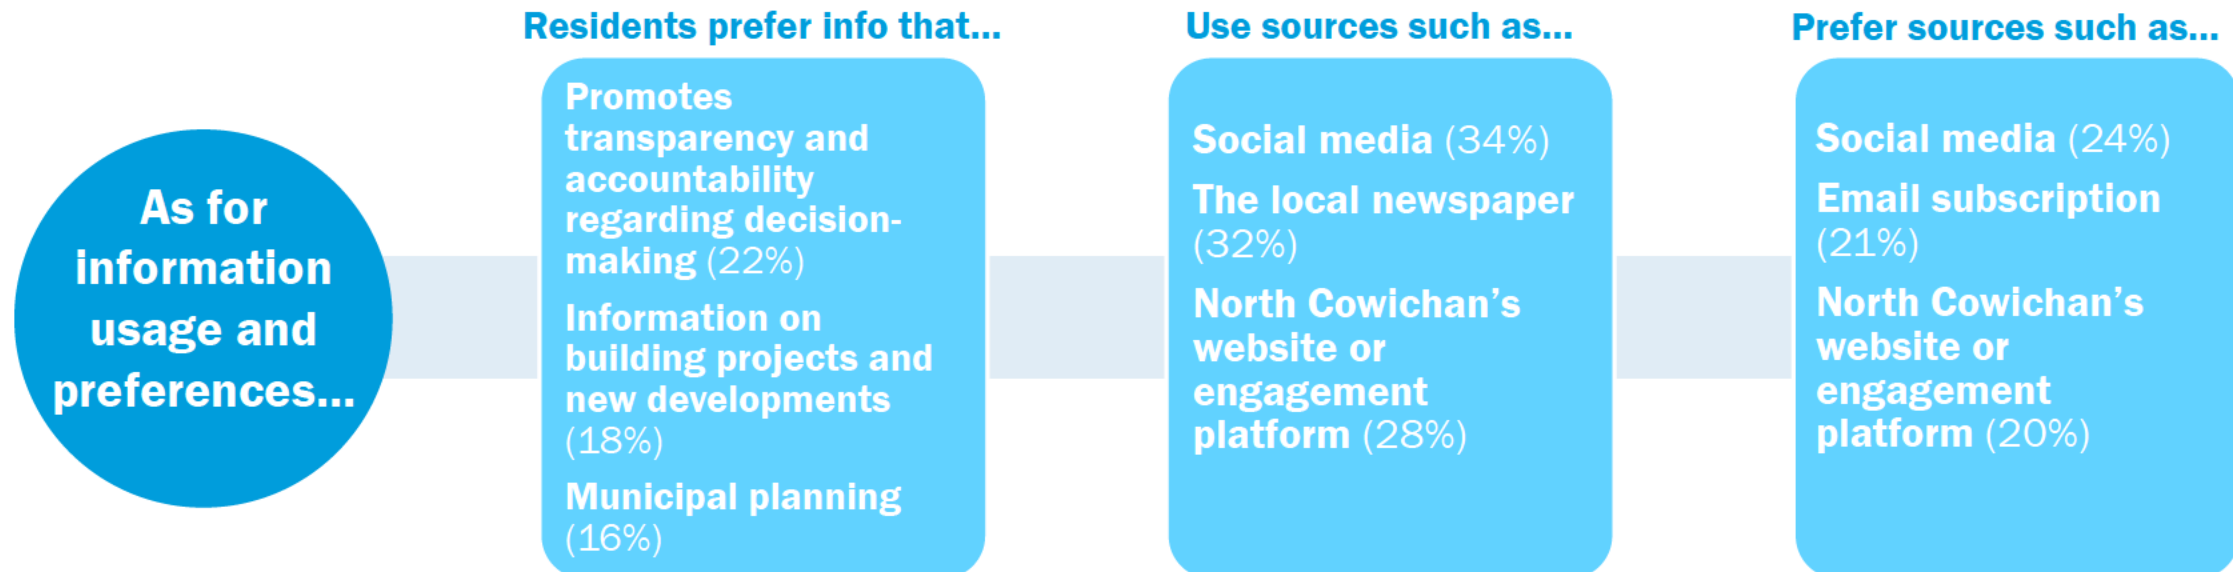 As for
information
usage and
preferences...
Residents prefer info that...
Promotes
transparency and
accountability
regarding decision-
making (22%)
Information on
building projects and
new developments
(18%)
Municipal planning
(16%)
Use sources such as...
Social media (34%)
The local newspaper
(32%)
North Cowichan’s
website or
engagement
platform (28%)
Prefer sources such as...
Social media (24%)
Email subscription
(21%)
North Cowichan’s
website or
engagement
platform (20%)